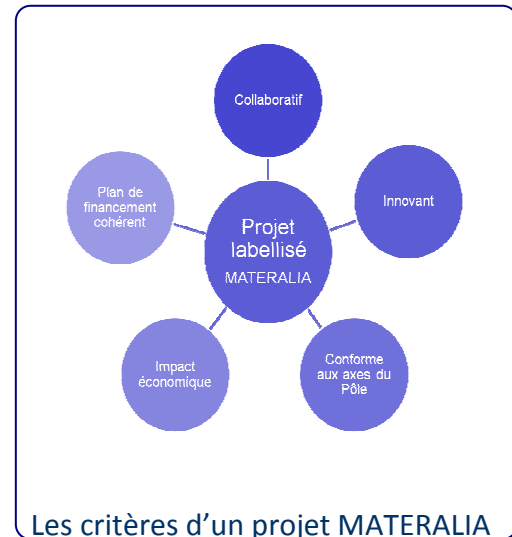 Collaboratif
Plan de
financement
cohérent
Innovant
Projet
labellisé
MATERALIA
Impact
économique
Conforme
aux axes du
Pôle
Les critères d’un projet MATERALIA